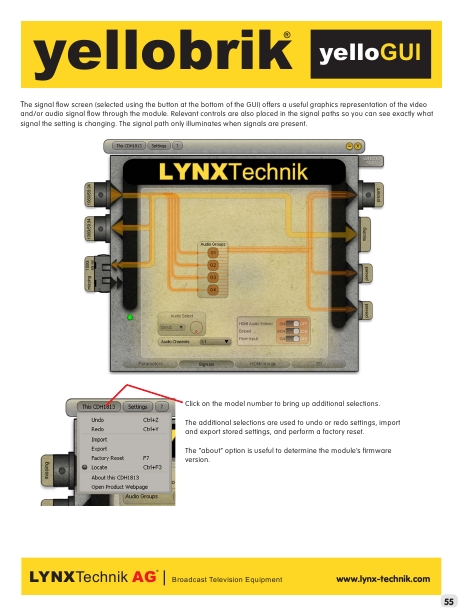 yellobrik®
yelloGUI
The signal flow screen (selected using the button at the bottom of the GUI) offers a useful graphics representation of the video
and/or audio signal flow through the module. Relevant controls are also placed in the signal paths so you can see exactly what
signal the setting is changing. The signal path only illuminates when signals are present.
This CDH1813 Settings ?
LYNXTechnik
Audio Groups
G1
G2
G3
G4
Audio Select
Audio Channels
HDMI Audio Select
Embed
Parameters Signals HDMI Image
present
missing
present
present
missing
This CDH1813 Settings ?
Undo Ctrl+Z
Redo Ctrl+Y
Import
Export
Factory Reset F7
Locate Ctrl+F3
About this CDH1813
Open Product Webpage
missing
Audio Groups
Click on the model number to bring up additional selections.
The additional selections are used to undo or redo settings, import
and export stored settings, and perform a factory reset.
The "about" option is useful to determine the module's firmware
version.
LYNXTechnik AG® | Broadcast Television Equipment
www.lynx-technik.com
55